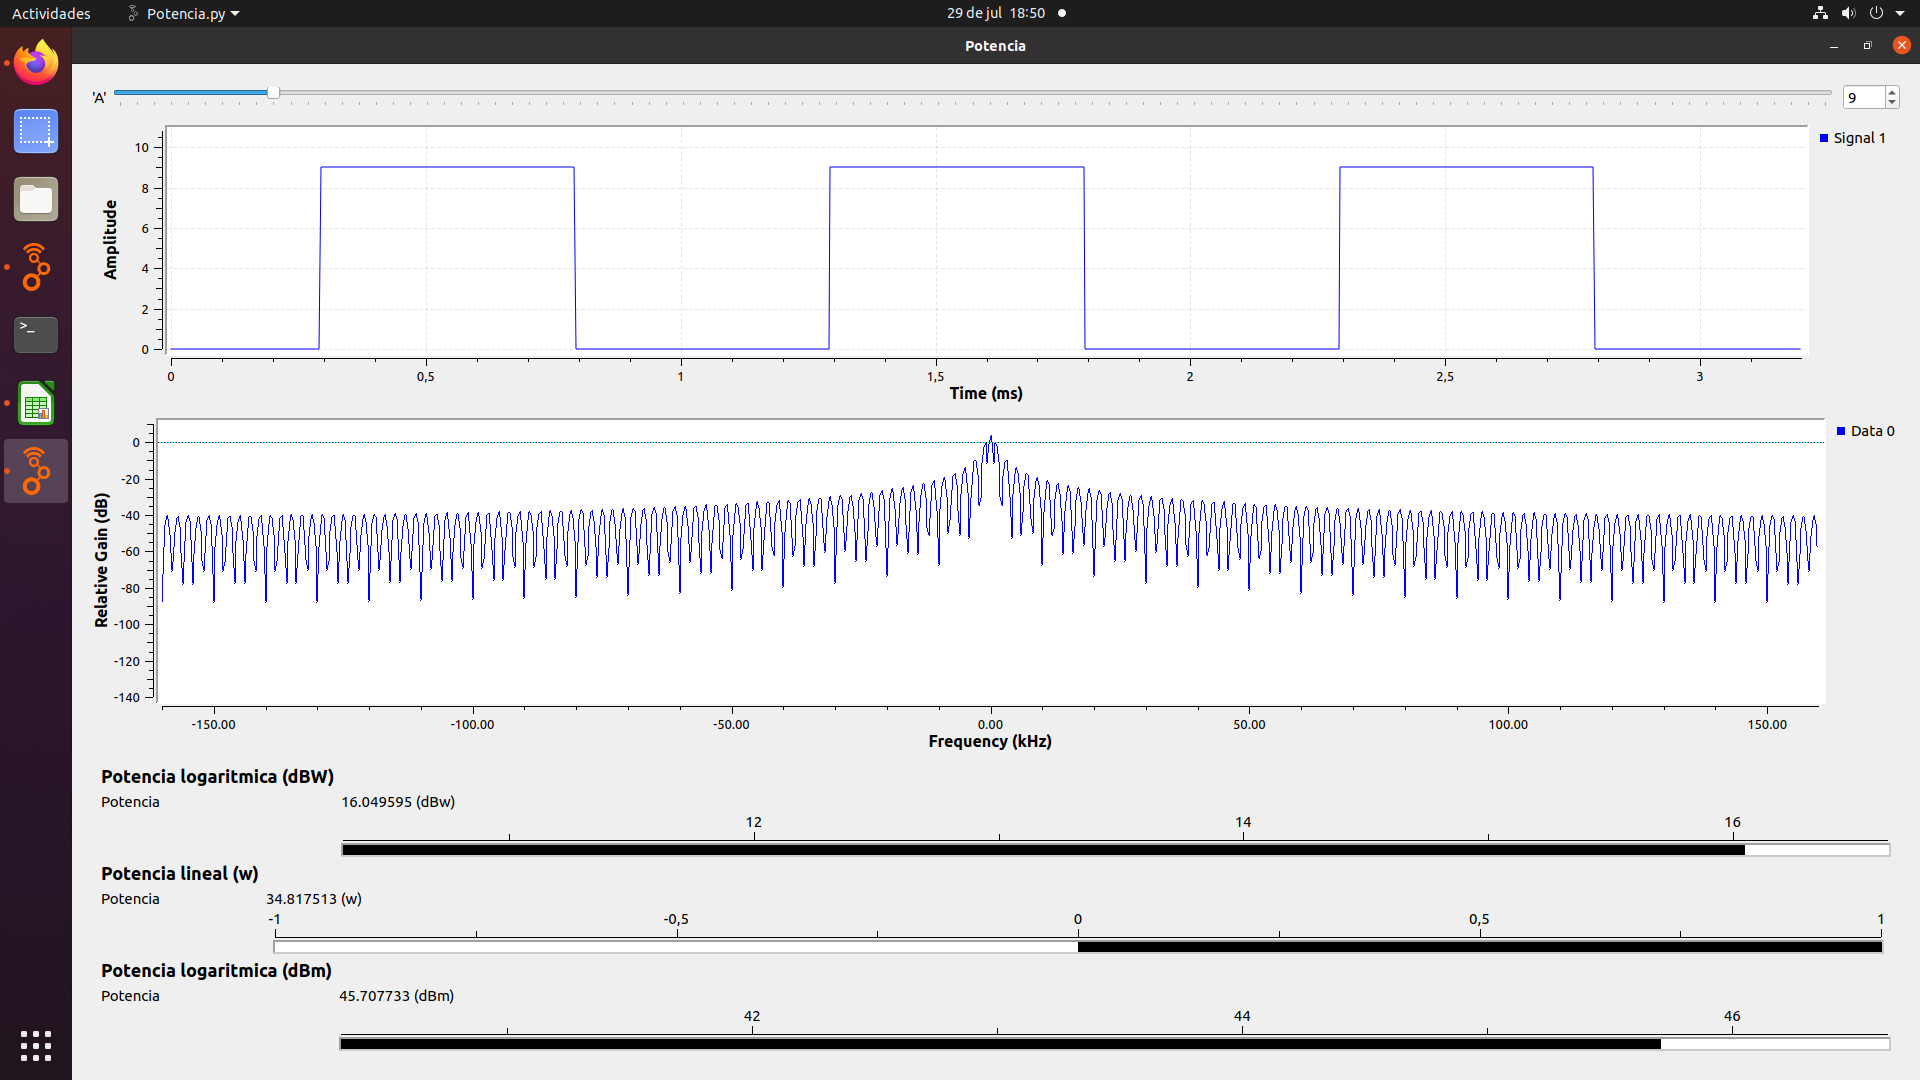 Actividades Potencia.py 29 de jul 18:50
Potencia
'A' 9
10
8
6
4
2
0
Amplitude
Signal 1
0 0,5 1 1,5 2 2,5 3
Time (ms)
0
-20
-40
-60
-80
-100
-120
-140
Relative Gain (dB)
Data 0
-150.00 -100.00 -50.00 0.00 50.00 100.00 150.00
Frequency (kHz)
Potencia logaritmica (dBW)
Potencia 16.049595 (dBw)
12 14 16
Potencia lineal (w)
Potencia 34.817513 (w)
-1 -0,5 0 0,5 1
Potencia logaritmica (dBm)
Potencia 45.707733 (dBm)
42 44 46
>_